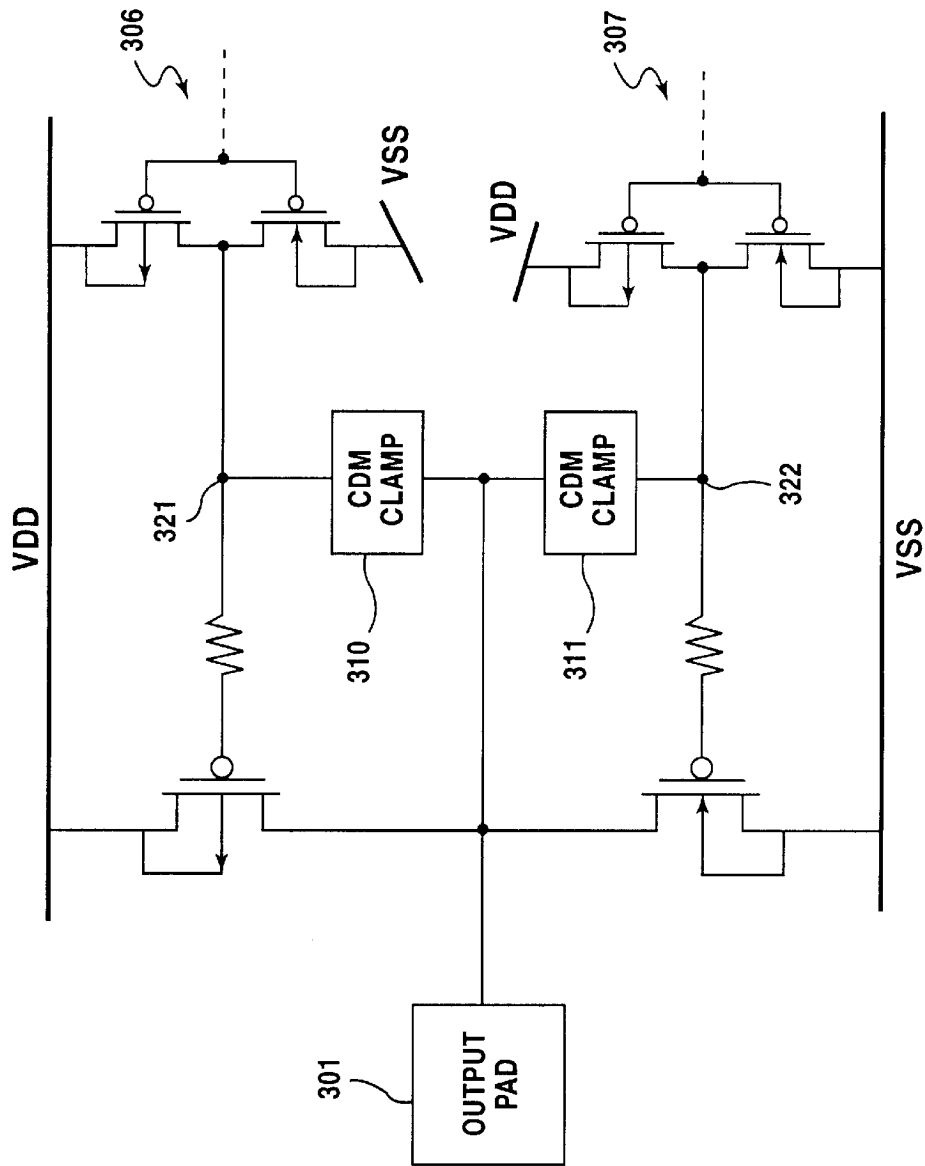 VDD
306
321
VSS
CDM
CLAMP
310
OUTPUT
PAD
301
CDM
CLAMP
311
VDD
307
322
VSS